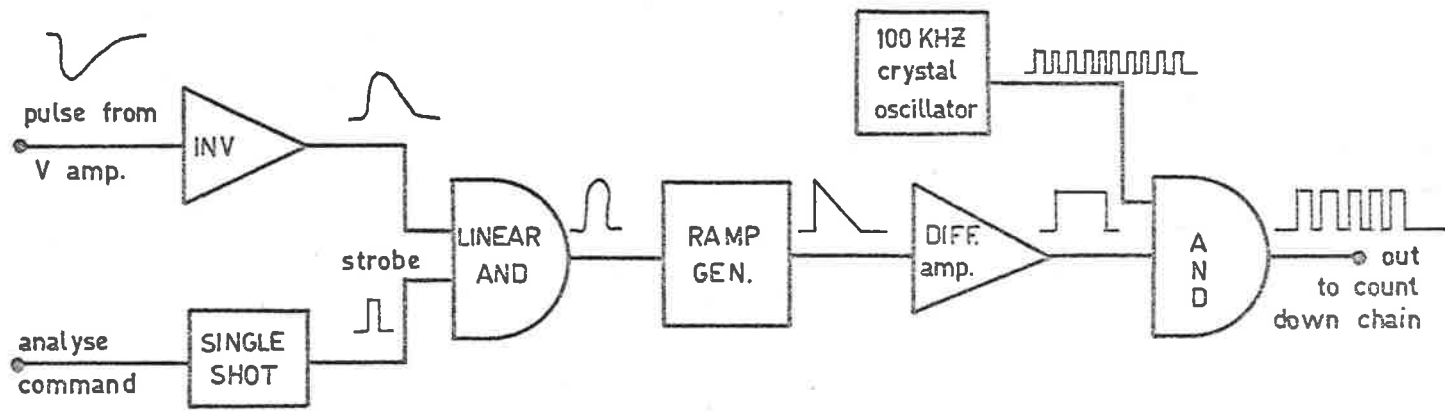 pulse from
V amp.
INV
analyse
command
SINGLE
SHOT
strobe
LINEAR
AND
RAMP
GEN.
DIFF.
amp.
100 KHZ
crystal
oscillator
A
N
D
out
to count
down chain